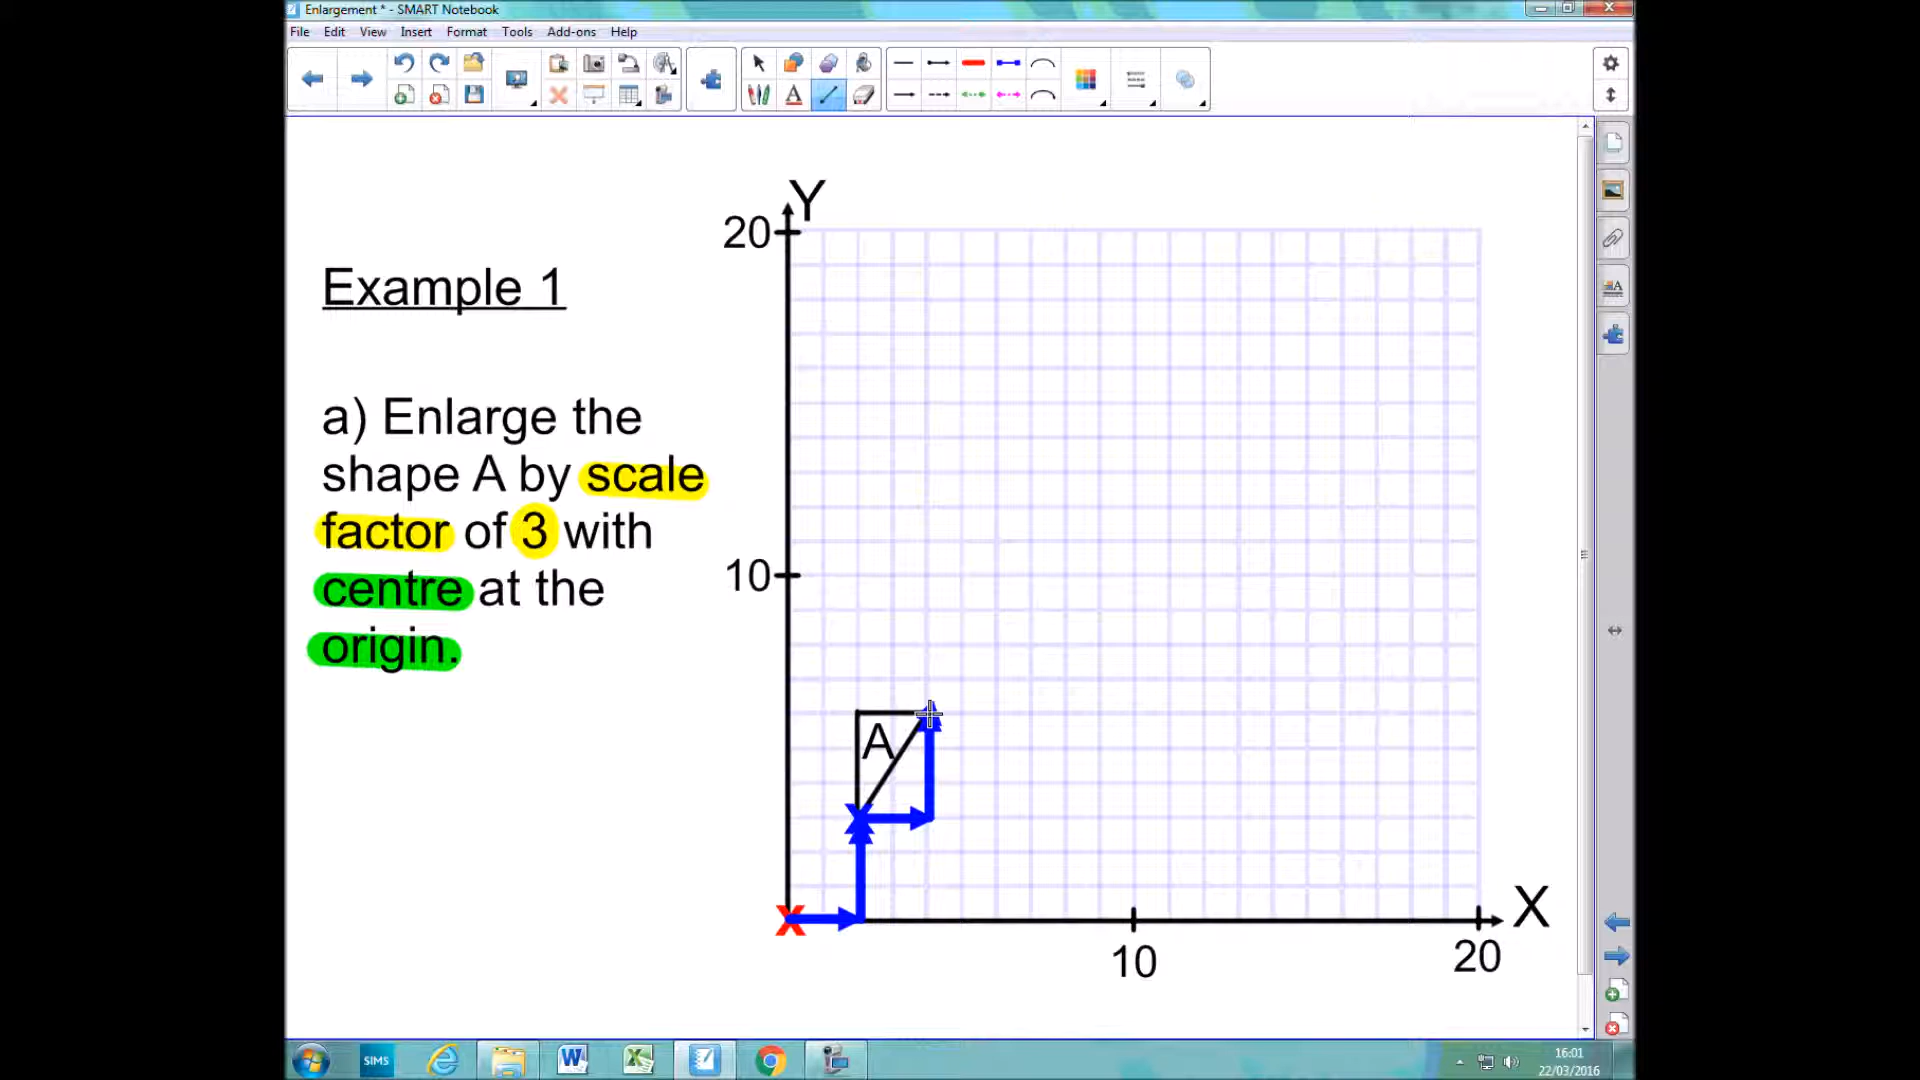 Enlargement * - SMART Notebook
File Edit View Insert Format Tools Add-ons Help
Y
20
Example 1
a) Enlarge the
shape A by scale
factor of 3 with
centre at the
origin.
10
A
x
X
10
20
SIMS
16:01
22/03/2016